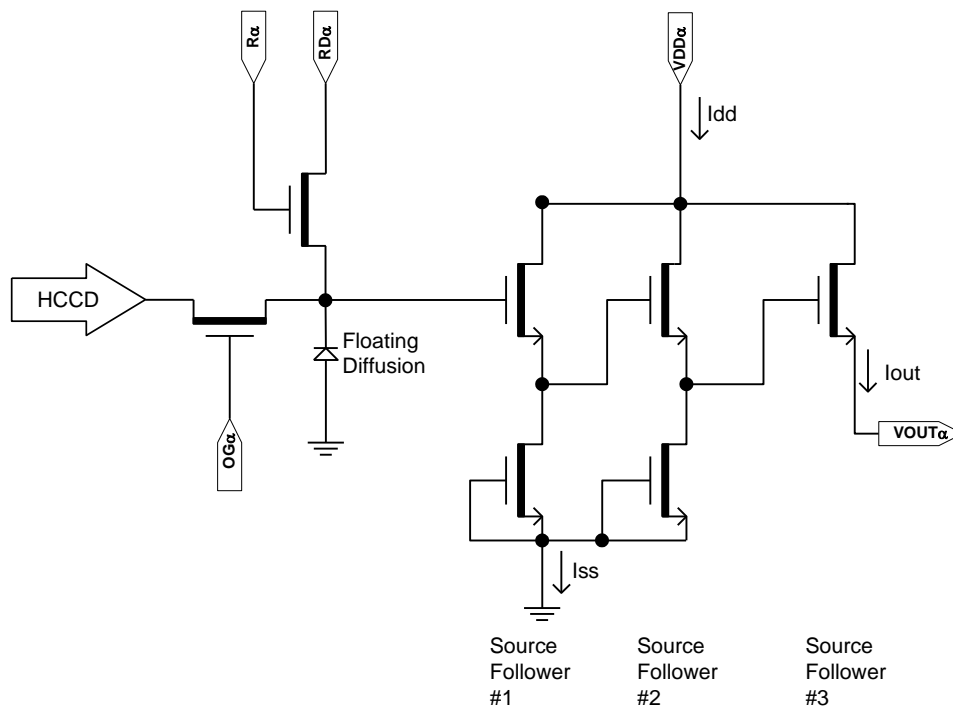 Rα
RDα
VDDα
Idd
HCCD
Floating
Diffusion
Iout
VOUTα
OGα
Iss
Source
Follower
#1
Source
Follower
#2
Source
Follower
#3